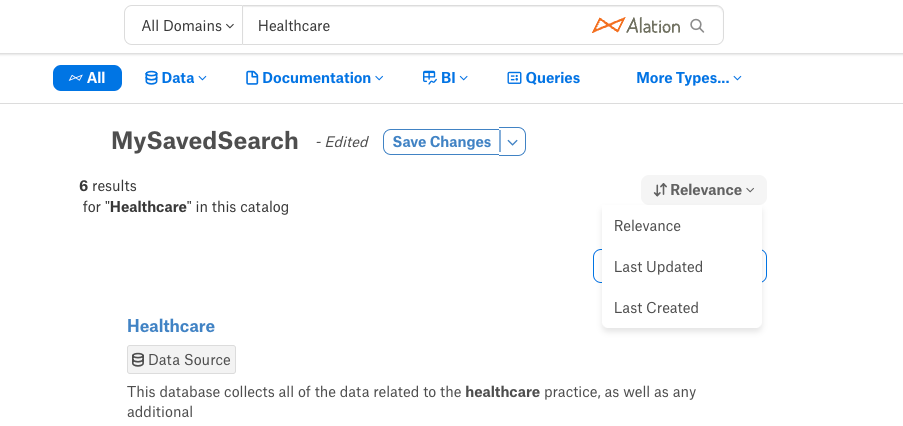 All Domains Healthcare Alation
All Data Documentation BI Queries More Types...
MySavedSearch - Edited Save Changes
6 results Relevance
for "Healthcare" in this catalog
Relevance
Last Updated
Last Created
Healthcare
Data Source
This database collects all of the data related to the healthcare practice, as well as any
additional